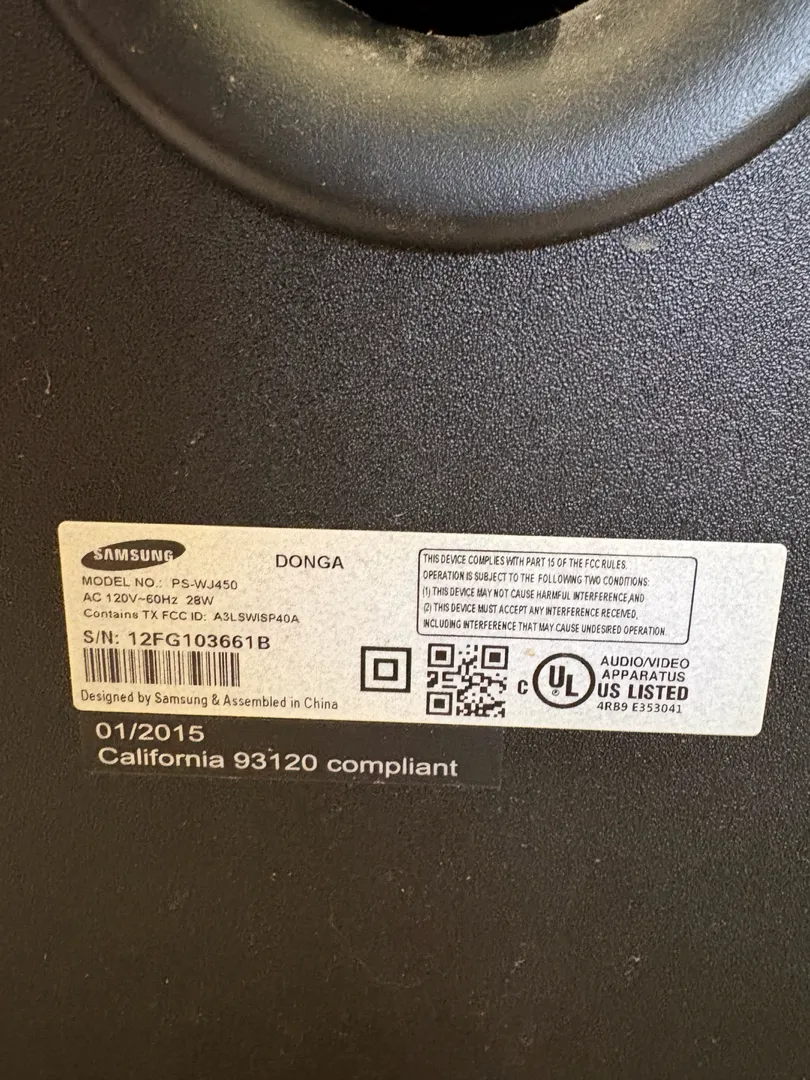 SAMSUNG
DONGA
MODEL NO.: PS-WJ450
AC 120V~60Hz 28W
Contains TX FCC ID: A3LSWISP40A
S/N: 12FG103661B
Designed by Samsung & Assembled in China
THIS DEVICE COMPLIES WITH PART 15 OF THE FCC RULES.
OPERATION IS SUBJECT TO THE FOLLOWING TWO CONDITIONS:
(1) THIS DEVICE MAY NOT CAUSE HARMFUL INTERFERENCE,AND
(2) THIS DEVICE MUST ACCEPT ANY INTERFERENCE RECEIVED,
INCLUDING INTERFERENCE THAT MAY CAUSE UNDESIRED OPERATION.
C UL ®
AUDIO/VIDEO
APPARATUS
US LISTED
4RB9 E353041
01/2015
California 93120 compliant